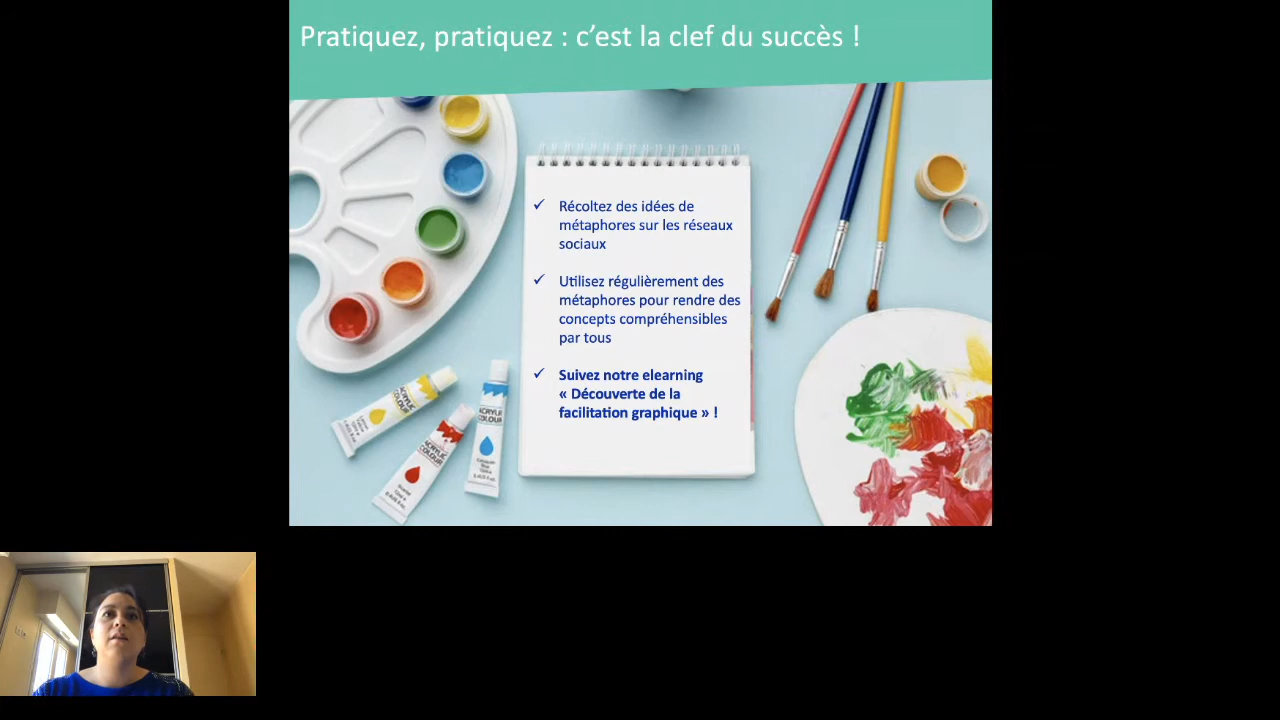 Pratiquez, pratiquez : c’est la clef du succès !
✓ Récoltez des idées de
métaphores sur les réseaux
sociaux
✓ Utilisez régulièrement des
métaphores pour rendre des
concepts compréhensibles
par tous
✓ Suivez notre elearning
« Découverte de la
facilitation graphique » !
ACRYLIC
COLOUR
ACRYLIC
COLOUR
ACRYLIC
COLOUR